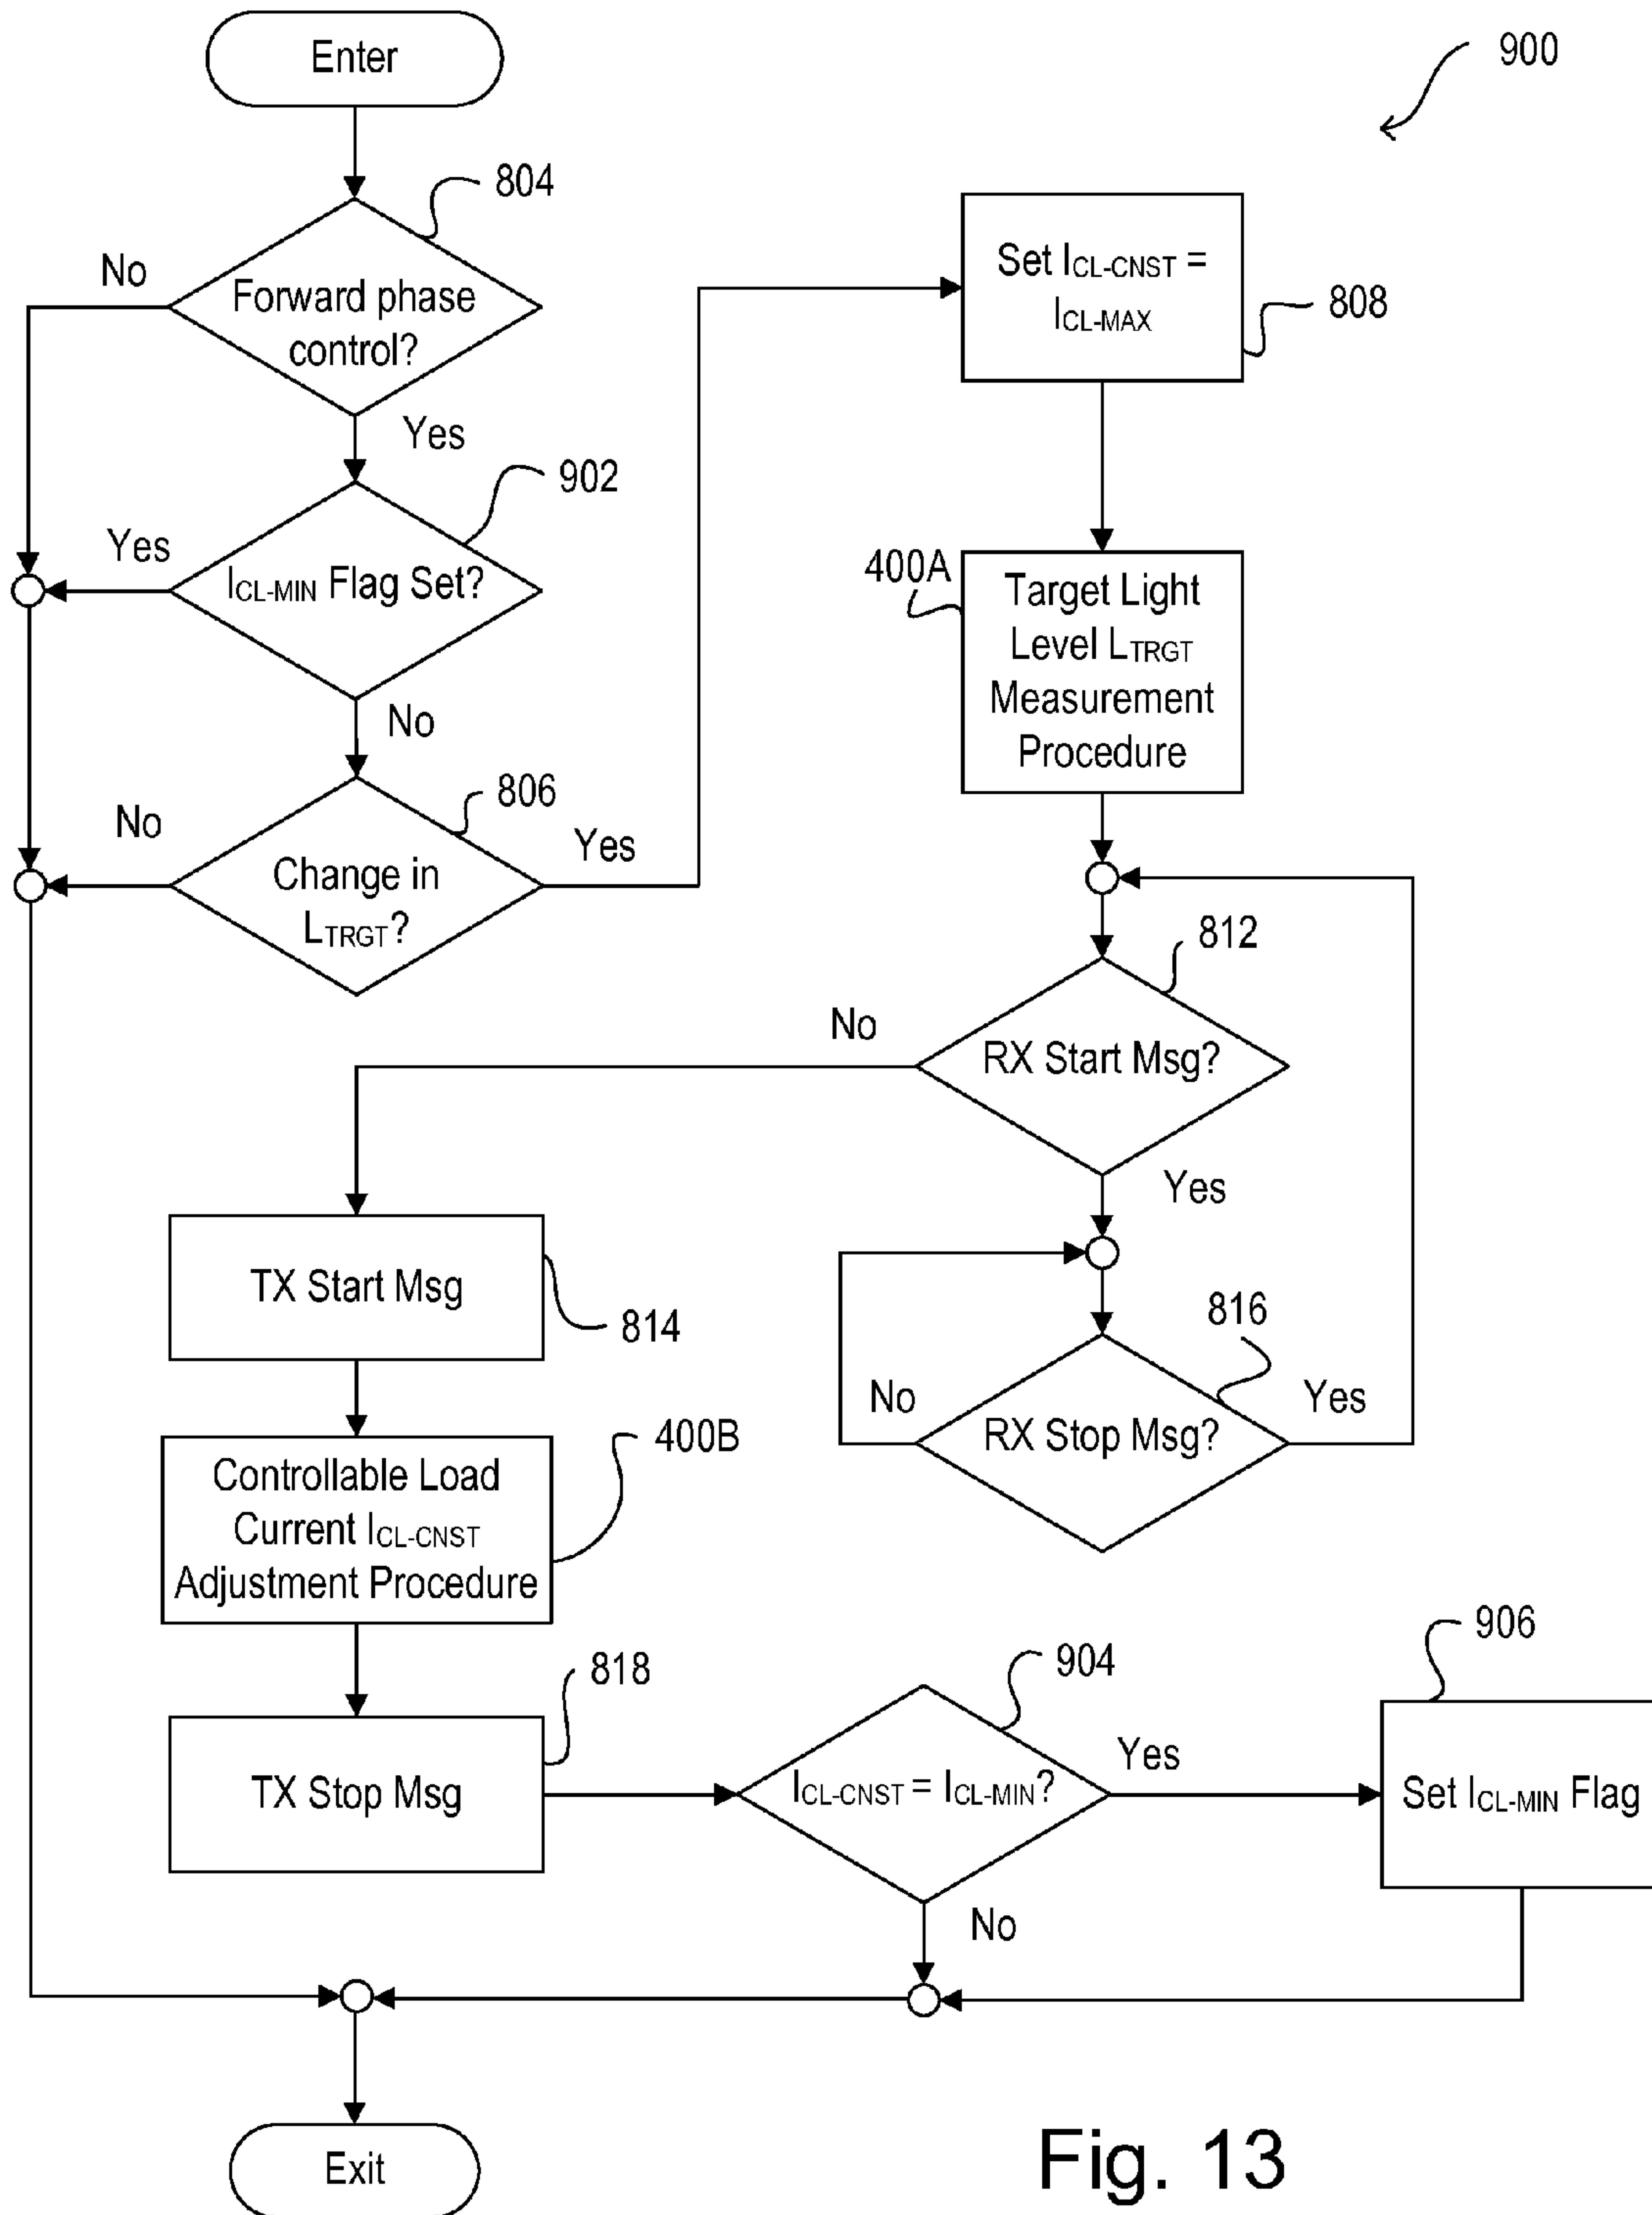 Enter
900
804
No
Forward phase
control?
Yes
902
Yes
ICL-MIN Flag Set?
No
806
No
Change in
LTRGT?
Yes
Set ICL-CNST =
ICL-MAX
808
400A
Target Light
Level LTRGT
Measurement
Procedure
812
No
RX Start Msg?
Yes
816
No
RX Stop Msg?
Yes
TX Start Msg
814
Controllable Load
Current ICL-CNST
Adjustment Procedure
400B
818
TX Stop Msg
904
ICL-CNST = ICL-MIN?
Yes
No
906
Set ICL-MIN Flag
Exit
Fig. 13